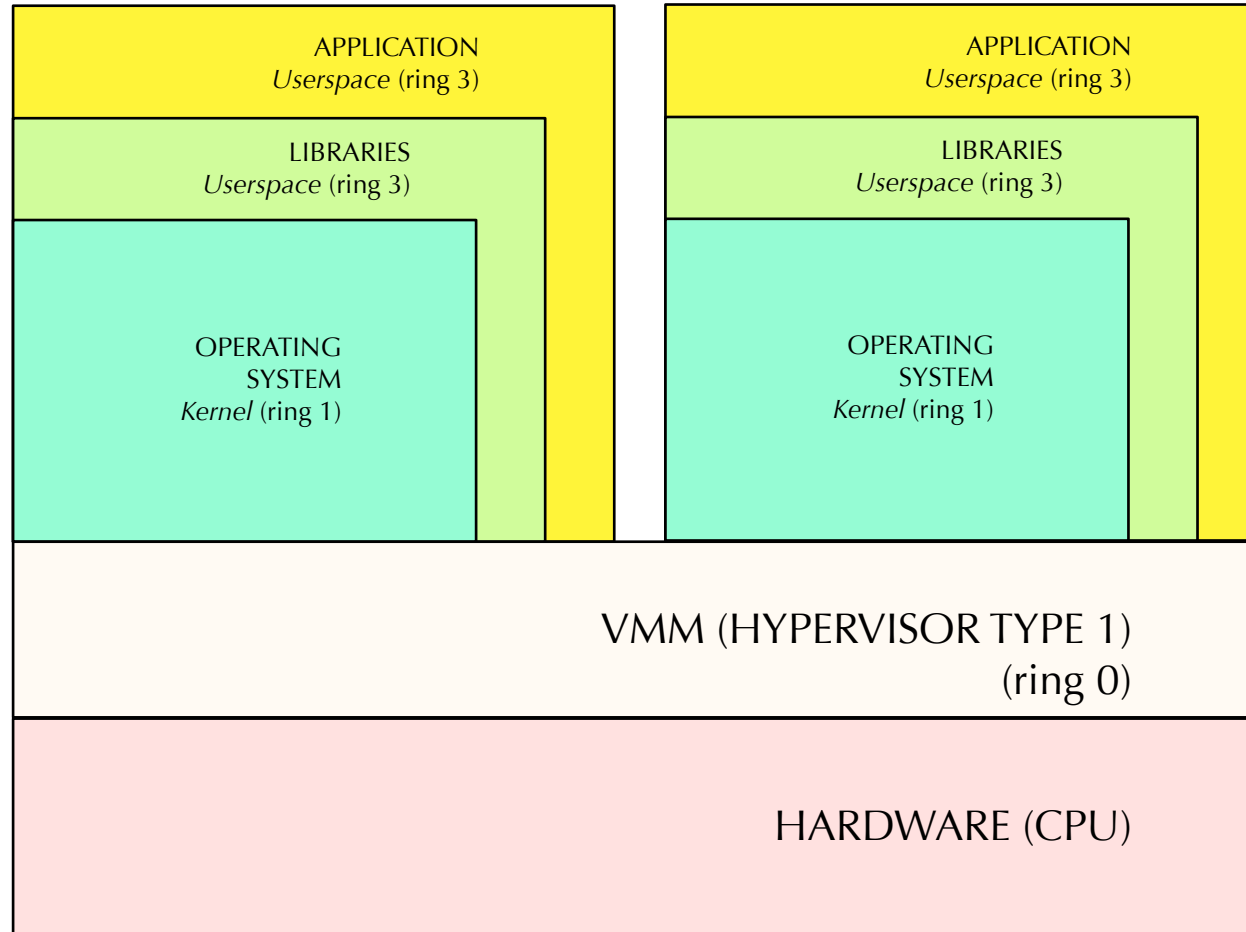 APPLICATION
Userspace (ring 3)
LIBRARIES
Userspace (ring 3)
OPERATING
SYSTEM
Kernel (ring 1)
APPLICATION
Userspace (ring 3)
LIBRARIES
Userspace (ring 3)
OPERATING
SYSTEM
Kernel (ring 1)
VMM (HYPERVISOR TYPE 1)
(ring 0)
HARDWARE (CPU)